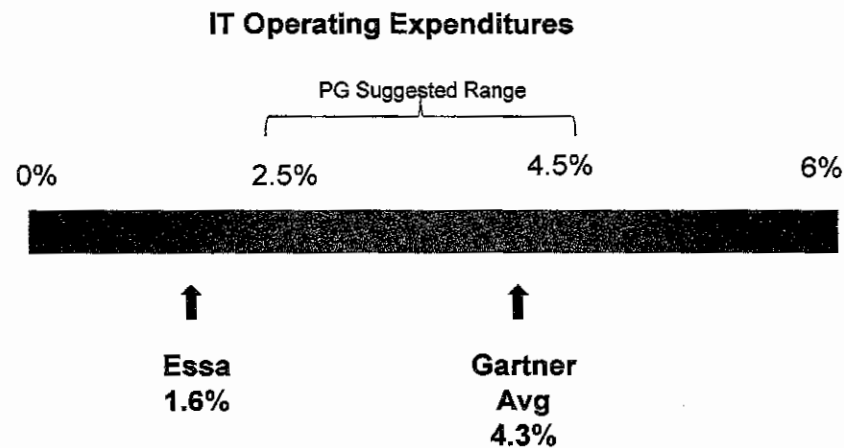 IT Operating Expenditures
PG Suggested Range
0% 2.5% 4.5% 6%
Essa
1.6%
Gartner
Avg
4.3%